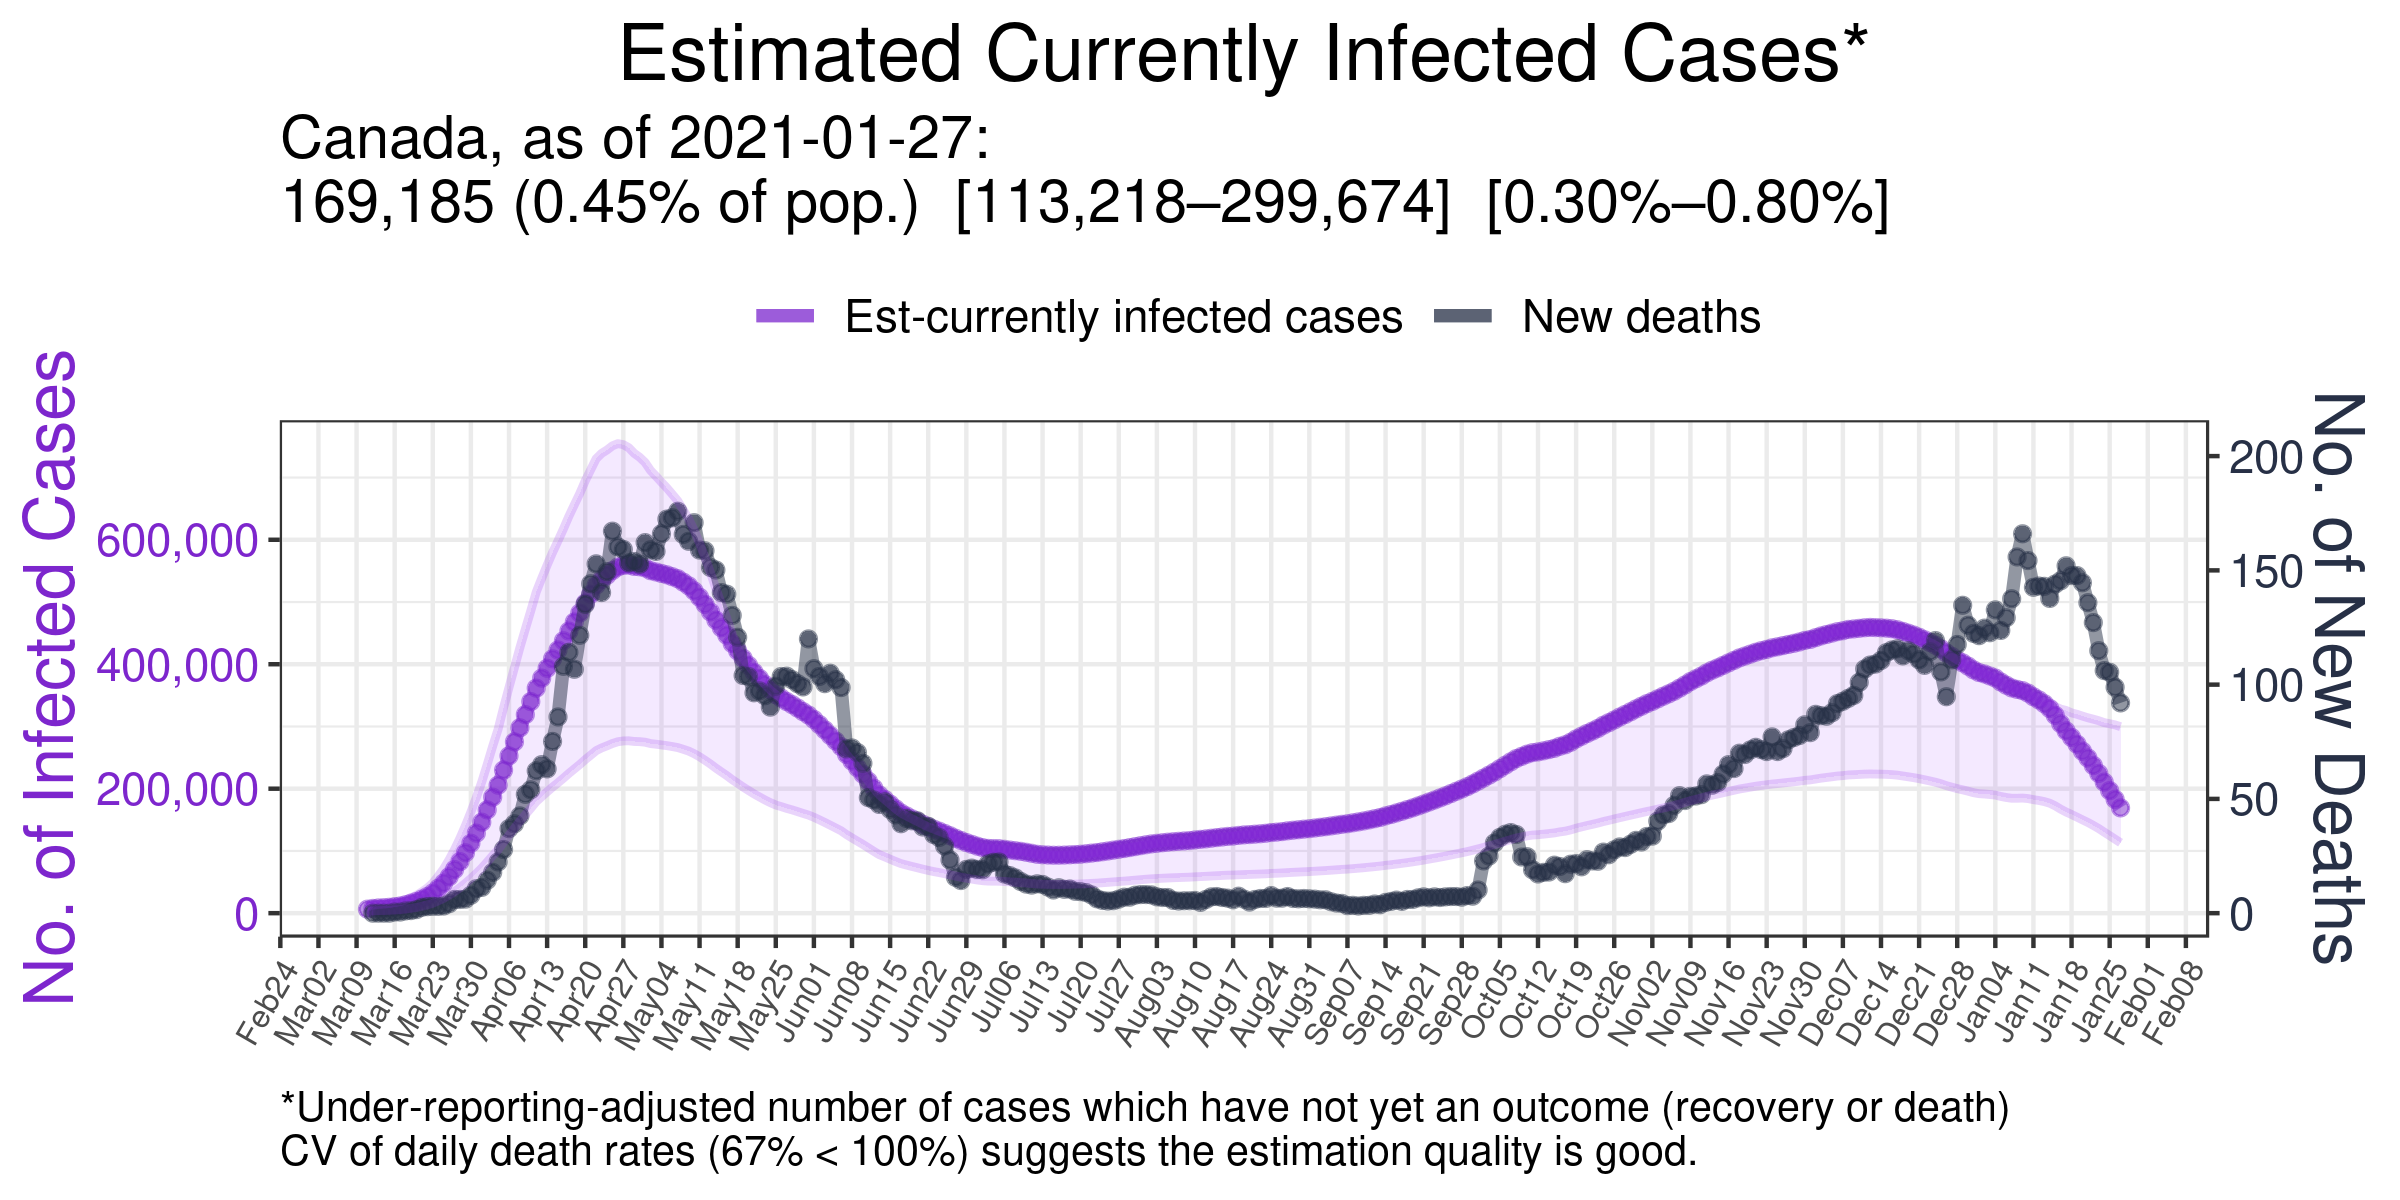 Estimated Currently Infected Cases*
Canada, as of 2021-01-27:
169,185 (0.45% of pop.) [113,218–299,674] [0.30%–0.80%]
Est-currently infected cases New deaths
No. of Infected Cases
600,000
400,000
200,000
0
200
150
100
50
0
No. of New Deaths
Feb24 Mar02 Mar09 Mar16 Mar23 Mar30 Apr06 Apr13 Apr20 Apr27 May04 May11 May18 May25 Jun01 Jun08 Jun15 Jun22 Jun29 Jul06 Jul13 Jul20 Jul27 Aug03 Aug10 Aug17 Aug24 Aug31 Sep07 Sep14 Sep21 Sep28 Oct05 Oct12 Oct19 Oct26 Nov02 Nov09 Nov16 Nov23 Nov30 Dec07 Dec14 Dec21 Dec28 Jan04 Jan11 Jan18 Jan25 Feb01 Feb08
*Under-reporting-adjusted number of cases which have not yet an outcome (recovery or death)
CV of daily death rates (67% < 100%) suggests the estimation quality is good.